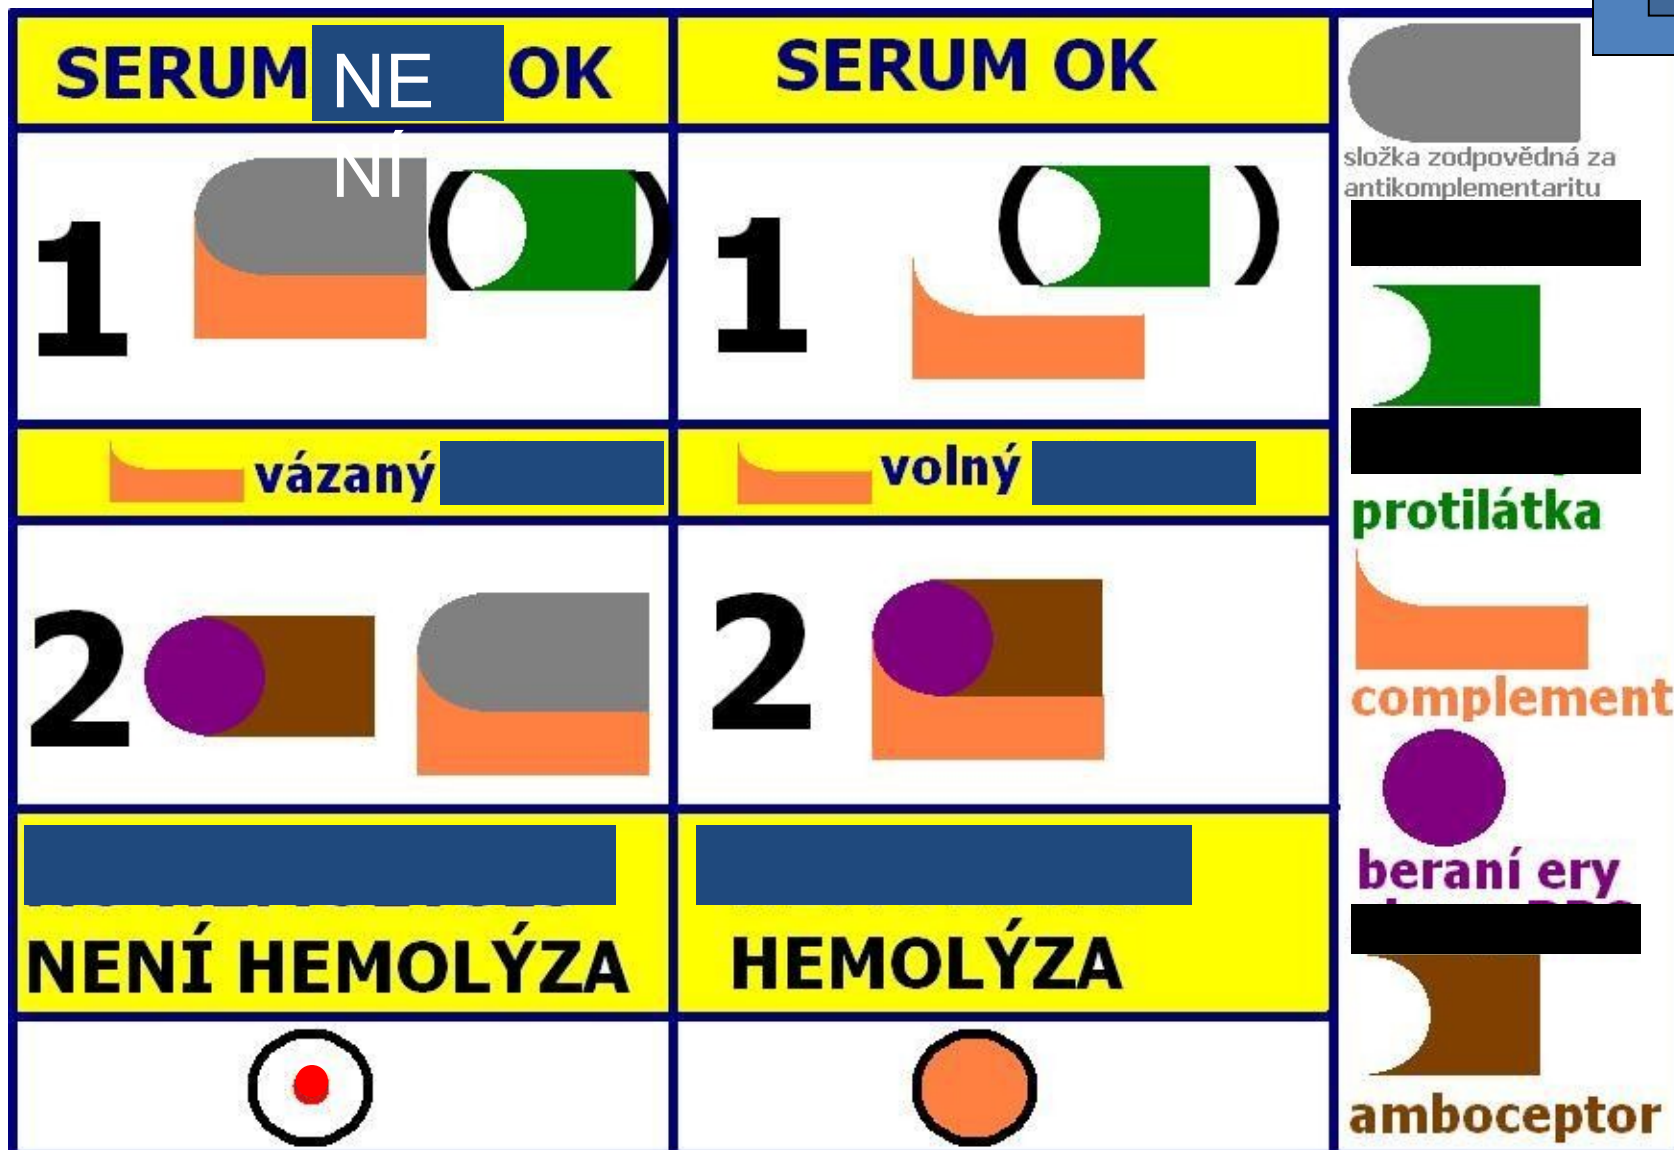 SERUM NE OK
NÍ
SERUM OK
1
( )
1
( )
vázaný
volný
2
2
NENÍ HEMOLÝZA
HEMOLÝZA
složka zodpovědná za
antikomplementaritu
protilátka
complement
beraní ery
amboceptor